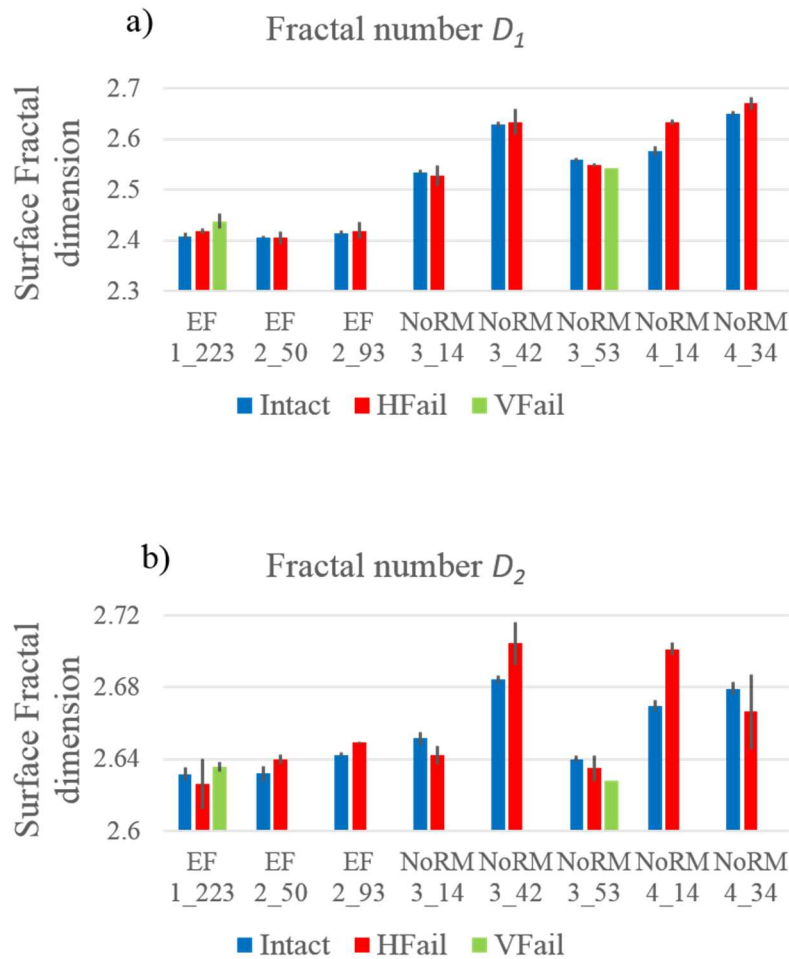 a)
Fractal number D1
Surface Fractal
dimension
2.7
2.6
2.5
2.4
2.3
EF EF EF NoRM NoRM NoRM NoRM NoRM
1_223 2_50 2_93 3_14 3_42 3_53 4_14 4_34
Intact HFail VFail
b)
Fractal number D2
Surface Fractal
dimension
2.72
2.68
2.64
2.6
EF EF EF NoRM NoRM NoRM NoRM NoRM
1_223 2_50 2_93 3_14 3_42 3_53 4_14 4_34
Intact HFail VFail